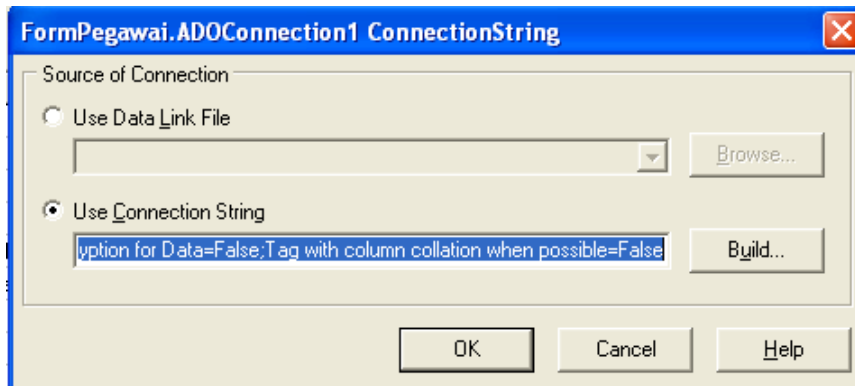 FormPegawai.ADOConnection1 ConnectionString
Source of Connection
Use Data Link File
Browse...
Use Connection String
yption for Data=False;Tag with column collation when possible=False
Build...
OK Cancel Help